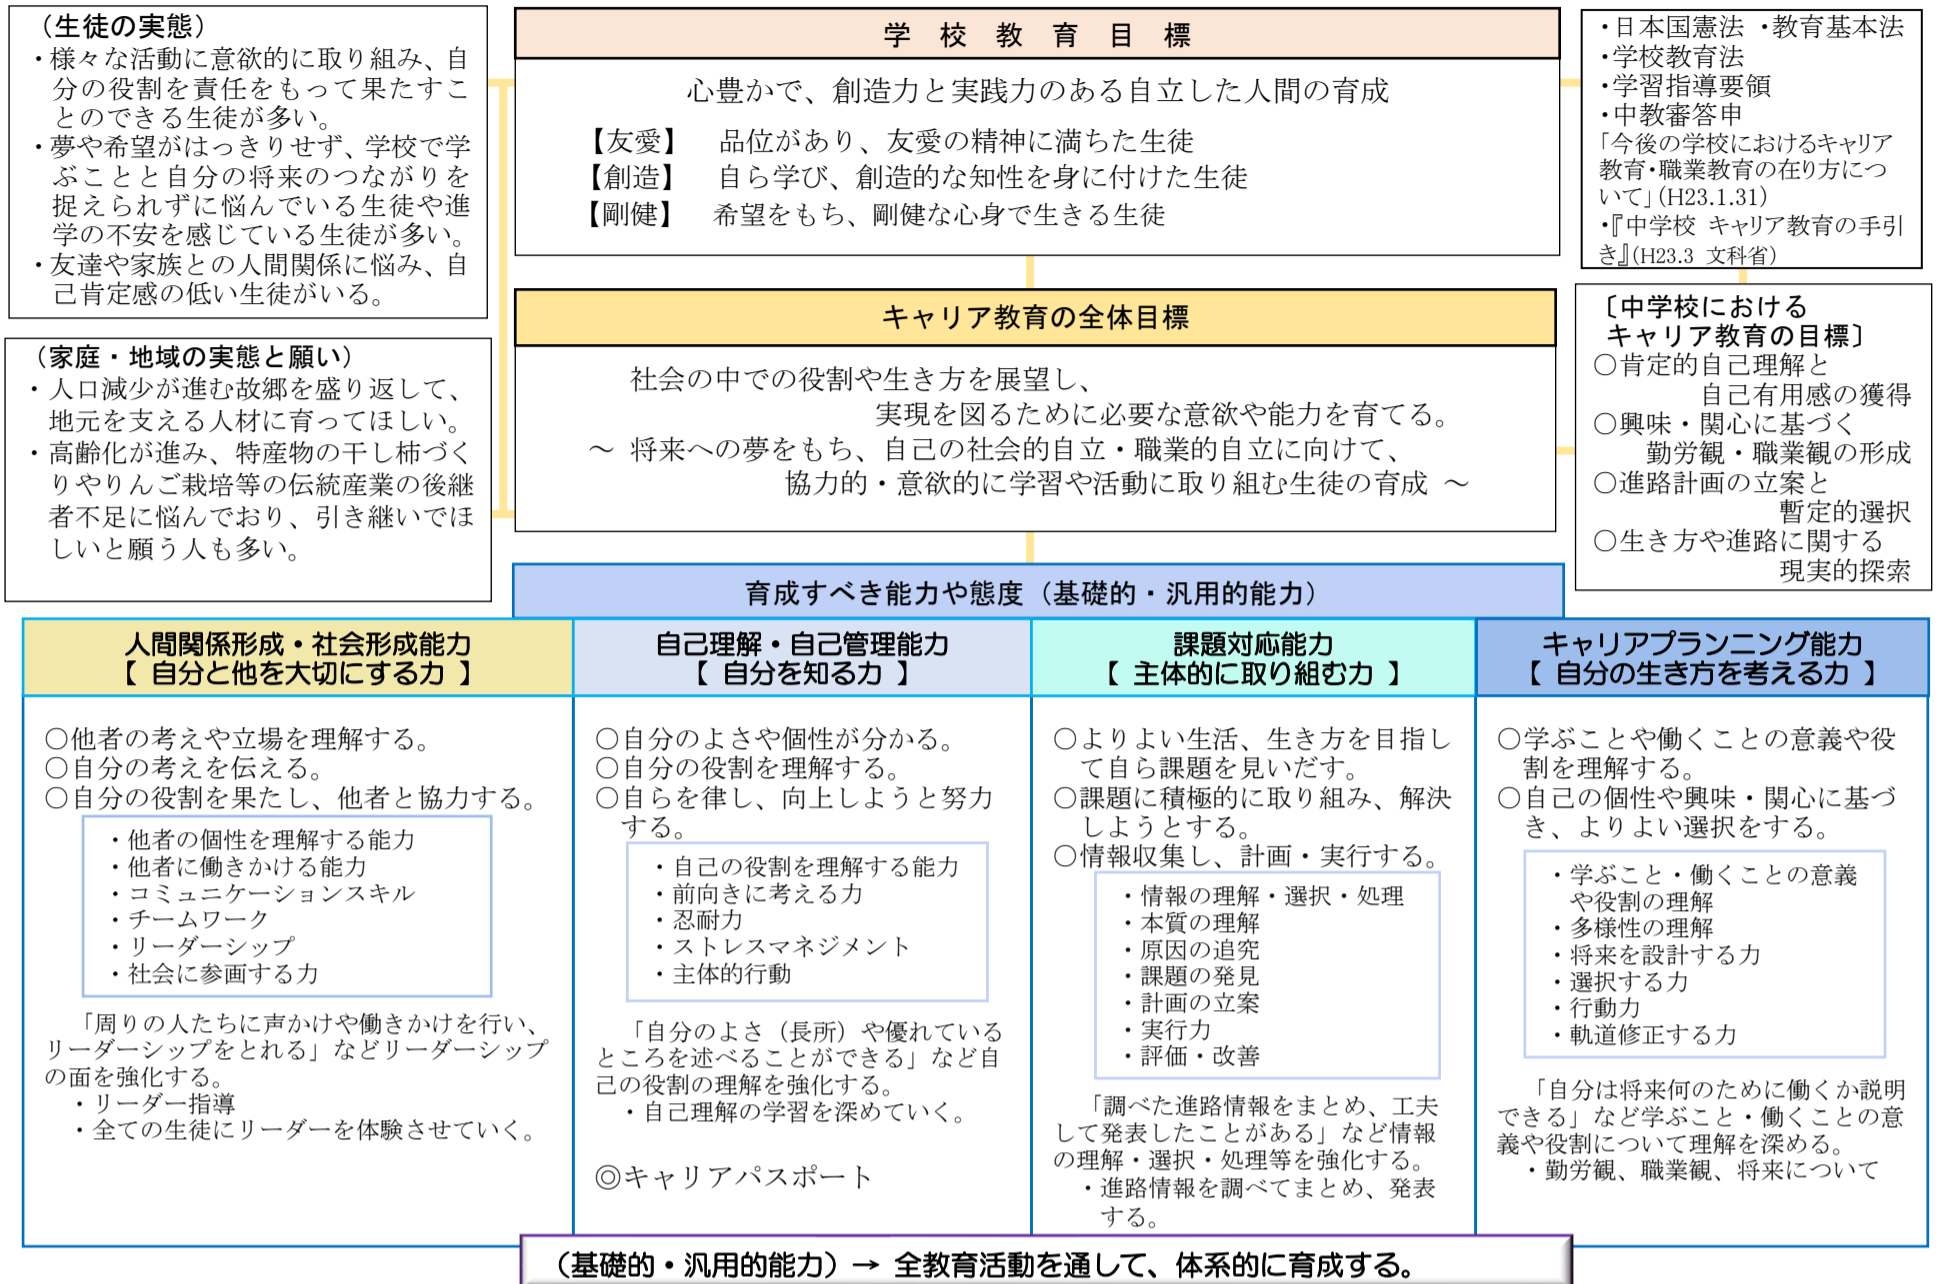 （生徒の実態）
・様々な活動に意欲的に取り組み、自
分の役割を責任をもって果たすこ
とのできる生徒が多い。
・夢や希望がはっきりせず、学校で学
ぶことと自分の将来のつながりを
捉えられずに悩んでいる生徒や進
学の不安を感じている生徒が多い。
・友達や家族との人間関係に悩み、自
己肯定感の低い生徒がいる。
（家庭・地域の実態と願い）
・人口減少が進む故郷を盛り返して、
地元を支える人材に育ってほしい。
・高齢化が進み、特産物の干し柿づく
りやりんご栽培等の伝統産業の後継
者不足に悩んでおり、引き継いでほ
しいと願う人も多い。
学 校 教 育 目 標
心豊かで、創造力と実践力のある自立した人間の育成
【友愛】 品位があり、友愛の精神に満ちた生徒
【創造】 自ら学び、創造的な知性を身に付けた生徒
【剛健】 希望をもち、剛健な心身で生きる生徒
キャリア教育の全体目標
社会の中での役割や生き方を展望し、
実現を図るために必要な意欲や能力を育てる。
～ 将来への夢をもち、自己の社会的自立・職業的自立に向けて、
協力的・意欲的に学習や活動に取り組む生徒の育成 ～
・日本国憲法 ・教育基本法
・学校教育法
・学習指導要領
・中教審答申
「今後の学校におけるキャリア
教育・職業教育の在り方につ
いて」(H23.1.31)
・『中学校 キャリア教育の手引
き』(H23.3 文科省)
〔中学校における
キャリア教育の目標〕
○肯定的自己理解と
自己有用感の獲得
○興味・関心に基づく
勤労観・職業観の形成
○進路計画の立案と
暫定的選択
○生き方や進路に関する
現実的探索
育成すべき能力や態度（基礎的・汎用的能力）
人間関係形成・社会形成能力
【 自分と他を大切にする力 】
○他者の考えや立場を理解する。
○自分の考えを伝える。
○自分の役割を果たし、他者と協力する。
・他者の個性を理解する能力
・他者に働きかける能力
・コミュニケーションスキル
・チームワーク
・リーダーシップ
・社会に参画する力
「周りの人たちに声かけや働きかけを行い、
リーダーシップをとれる」などリーダーシップ
の面を強化する。
・リーダー指導
・全ての生徒にリーダーを体験させていく。
自己理解・自己管理能力
【 自分を知る力 】
○自分のよさや個性が分かる。
○自分の役割を理解する。
○自らを律し、向上しようと努力
する。
・自己の役割を理解する能力
・前向きに考える力
・忍耐力
・ストレスマネジメント
・主体的行動
「自分のよさ（長所）や優れている
ところを述べることができる」など自
己の役割の理解を強化する。
・自己理解の学習を深めていく。
◎キャリアパスポート
課題対応能力
【 主体的に取り組む力 】
○よりよい生活、生き方を目指し
て自ら課題を見いだす。
○課題に積極的に取り組み、解決
しようとする。
○情報収集し、計画・実行する。
・情報の理解・選択・処理
・本質の理解
・原因の追究
・課題の発見
・計画の立案
・実行力
・評価・改善
「調べた進路情報をまとめ、工夫
して発表したことがある」など情報
の理解・選択・処理等を強化する。
・進路情報を調べてまとめ、発表
する。
キャリアプランニング能力
【 自分の生き方を考える力 】
○学ぶことや働くことの意義や役
割を理解する。
○自己の個性や興味・関心に基づ
き、よりよい選択をする。
・学ぶこと・働くことの意義
や役割の理解
・多様性の理解
・将来を設計する力
・選択する力
・行動力
・軌道修正する力
「自分は将来何のために働くか説明
できる」など学ぶこと・働くことの意
義や役割について理解を深める。
・勤労観、職業観、将来について
（基礎的・汎用的能力）→ 全教育活動を通して、体系的に育成する。